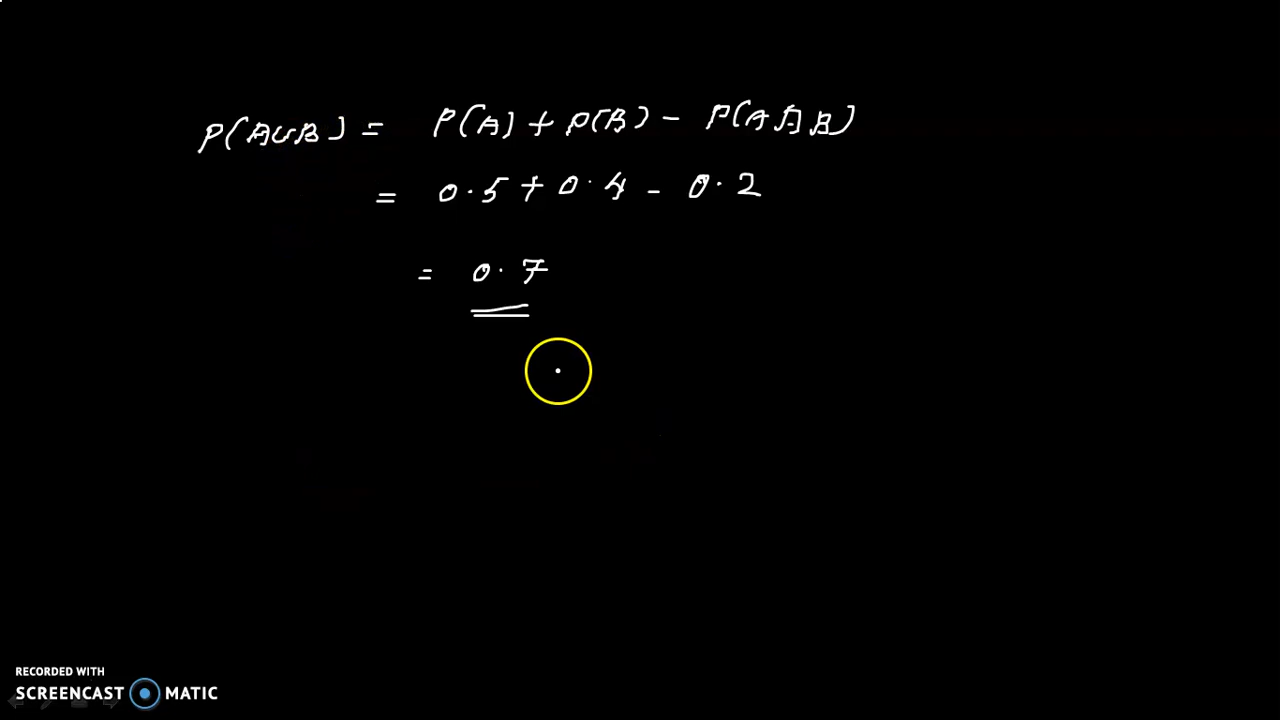 P(A∪B) = P(A) + P(B) - P(A∩B)
= 0.5 + 0.4 - 0.2
= 0.7
RECORDED WITH
SCREENCAST MATIC